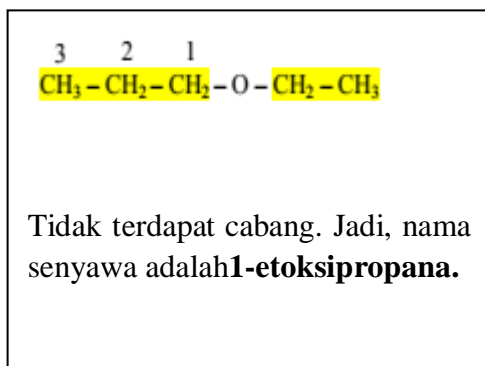 3 2 1
CH₃ – CH₂ – CH₂ – O – CH₂ – CH₃
Tidak terdapat cabang. Jadi, nama
senyawa adalah1-etoksipropana.